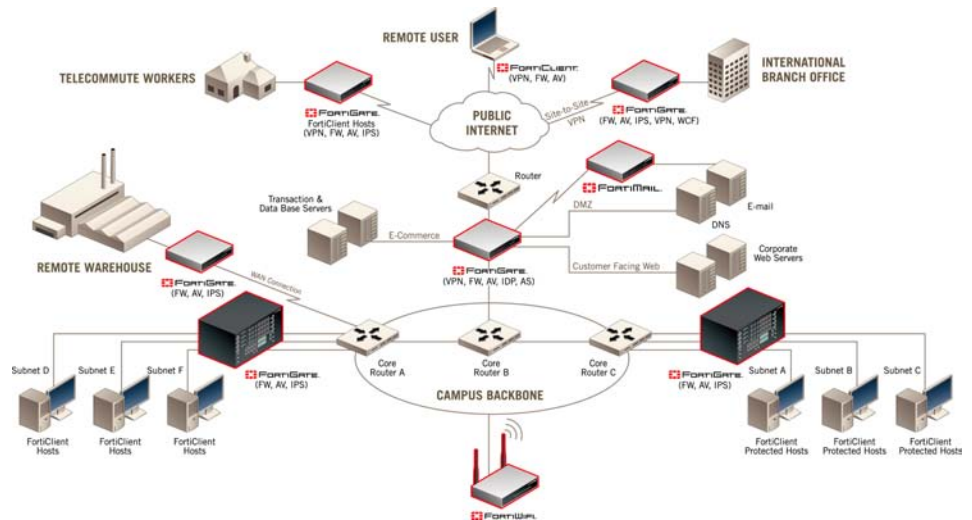 REMOTE USER
FORTICLIENT.
(VPN, FW, AV)
TELECOMMUTE WORKERS
FORTIGATE.
FortiClient Hosts
(VPN, FW, AV, IPS)
PUBLIC
INTERNET
Site-to-Site
VPN
FORTIGATE.
(FW, AV, IPS, VPN, WCF)
INTERNATIONAL
BRANCH OFFICE
Router
FORTIMAIL.
E-mail
DMZ
DNS
Transaction &
Data Base Servers
E-Commerce
FORTIGATE.
(VPN, FW, AV, IDP, AS)
Customer Facing Web
Corporate
Web Servers
REMOTE WAREHOUSE
FORTIGATE.
(FW, AV, IPS)
WAN Connection
Core
Router A
Core
Router B
Core
Router C
CAMPUS BACKBONE
FORTIGATE.
(FW, AV, IPS)
FORTIGATE.
(FW, AV, IPS)
Subnet D
Subnet E
Subnet F
FortiClient
Hosts
FortiClient
Hosts
FortiClient
Hosts
Subnet A
Subnet B
Subnet C
FortiClient
Protected Hosts
FortiClient
Protected Hosts
FortiClient
Protected Hosts
FORTIWIFI.